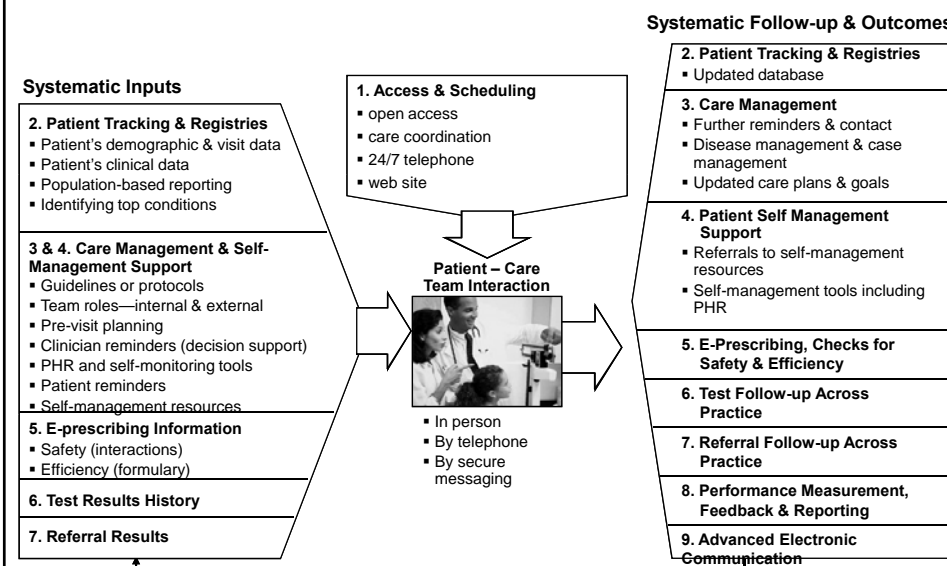 Systematic Follow-up & Outcomes
Systematic Inputs
2. Patient Tracking & Registries
▪ Patient's demographic & visit data
▪ Patient's clinical data
▪ Population-based reporting
▪ Identifying top conditions
3 & 4. Care Management & Self-
Management Support
▪ Guidelines or protocols
▪ Team roles—internal & external
▪ Pre-visit planning
▪ Clinician reminders (decision support)
▪ PHR and self-monitoring tools
▪ Patient reminders
▪ Self-management resources
5. E-prescribing Information
▪ Safety (interactions)
▪ Efficiency (formulary)
6. Test Results History
7. Referral Results
1. Access & Scheduling
▪ open access
▪ care coordination
▪ 24/7 telephone
▪ web site
Patient – Care
Team Interaction
▪ In person
▪ By telephone
▪ By secure
messaging
2. Patient Tracking & Registries
▪ Updated database
3. Care Management
▪ Further reminders & contact
▪ Disease management & case
management
▪ Updated care plans & goals
4. Patient Self Management
Support
▪ Referrals to self-management
resources
▪ Self-management tools including
PHR
5. E-Prescribing, Checks for
Safety & Efficiency
6. Test Follow-up Across
Practice
7. Referral Follow-up Across
Practice
8. Performance Measurement,
Feedback & Reporting
9. Advanced Electronic
Communication